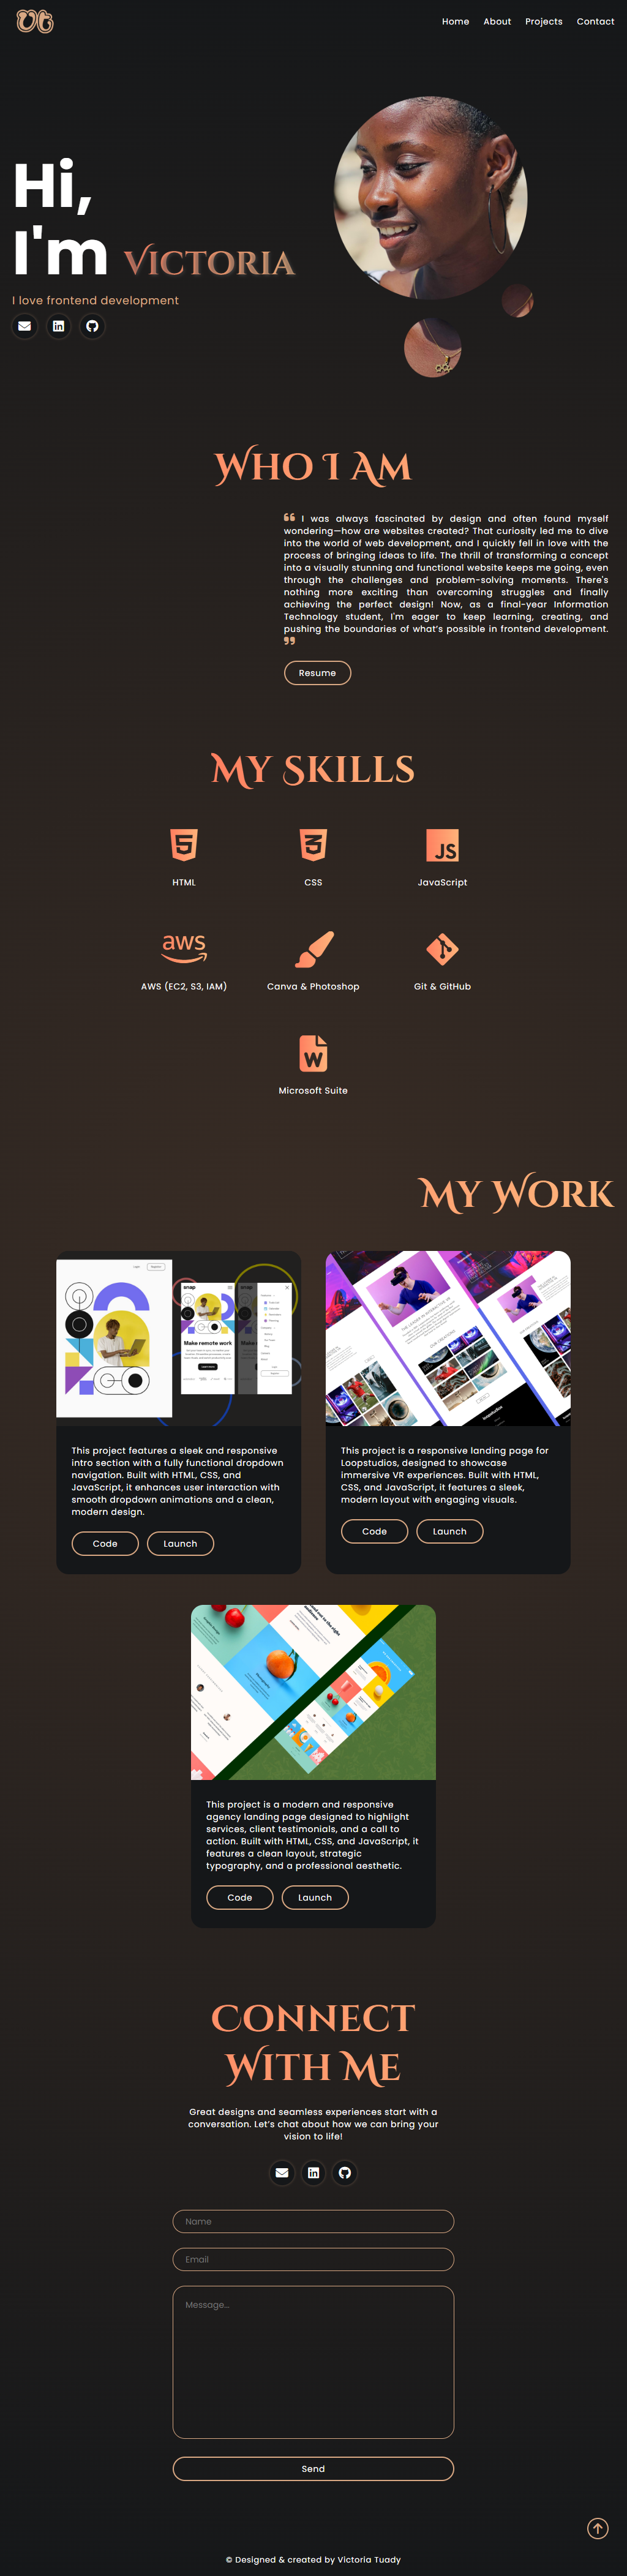 vt
Home About Projects Contact
Hi,
I'm Victoria
I love frontend development
Who I Am
I was always fascinated by design and often found myself
wondering—how are websites created? That curiosity led me to dive
into the world of web development, and I quickly fell in love with the
process of bringing ideas to life. The thrill of transforming a concept
into a visually stunning and functional website keeps me going, even
through the challenges and problem-solving moments. There's
nothing more exciting than overcoming struggles and finally
achieving the perfect design! Now, as a final-year Information
Technology student, I'm eager to keep learning, creating, and
pushing the boundaries of what’s possible in frontend development.
Resume
My Skills
HTML CSS JavaScript
AWS (EC2, S3, IAM) Canva & Photoshop Git & GitHub
Microsoft Suite
My Work
snap
Make remote work
This project features a sleek and responsive
intro section with a fully functional dropdown
navigation. Built with HTML, CSS, and
JavaScript, it enhances user interaction with
smooth dropdown animations and a clean,
modern design.
Code Launch
This project is a responsive landing page for
Loopstudios, designed to showcase
immersive VR experiences. Built with HTML,
CSS, and JavaScript, it features a sleek,
modern layout with engaging visuals.
Code Launch
This project is a modern and responsive
agency landing page designed to highlight
services, client testimonials, and a call to
action. Built with HTML, CSS, and JavaScript, it
features a clean layout, strategic
typography, and a professional aesthetic.
Code Launch
Connect
With Me
Great designs and seamless experiences start with a
conversation. Let’s chat about how we can bring your
vision to life!
Name
Email
Message...
Send
© Designed & created by Victoria Tuady